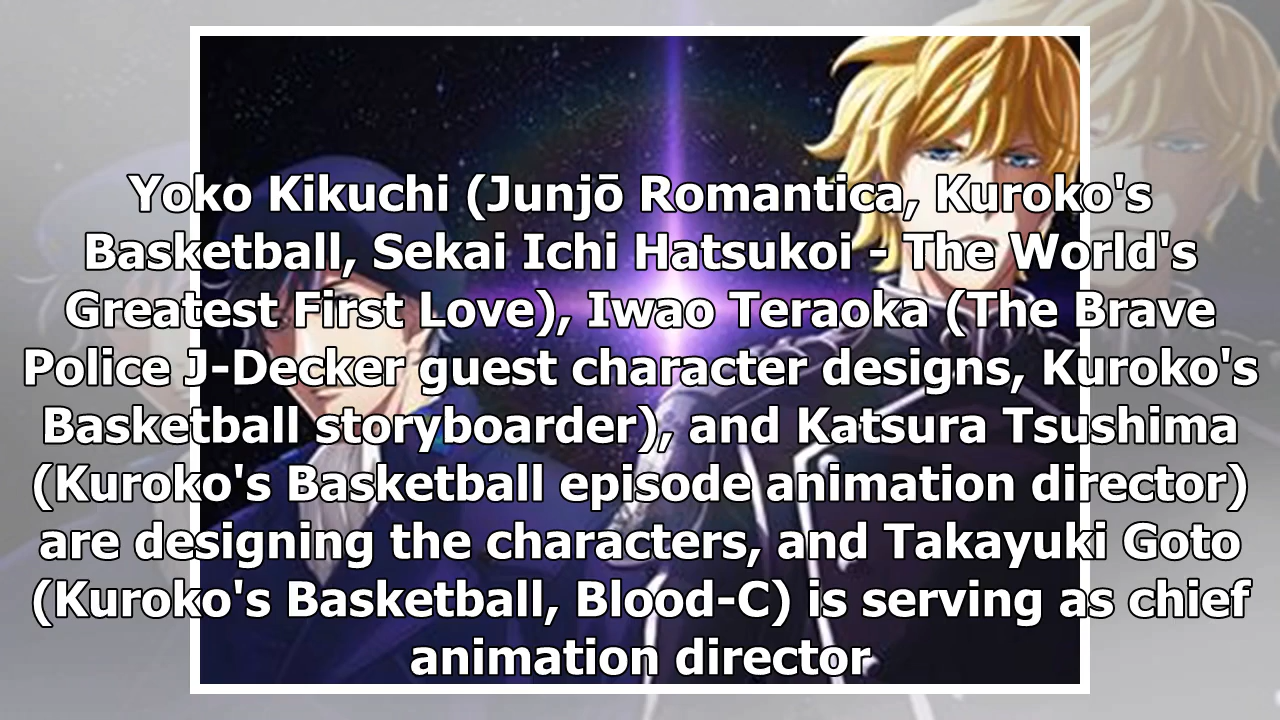 Yoko Kikuchi (Junjō Romantica, Kuroko's
Basketball, Sekai Ichi Hatsukoi - The World's
Greatest First Love), Iwao Teraoka (The Brave
Police J-Decker guest character designs, Kuroko's
Basketball storyboarder), and Katsura Tsushima
(Kuroko's Basketball episode animation director)
are designing the characters, and Takayuki Goto
(Kuroko's Basketball, Blood-C) is serving as chief
animation director